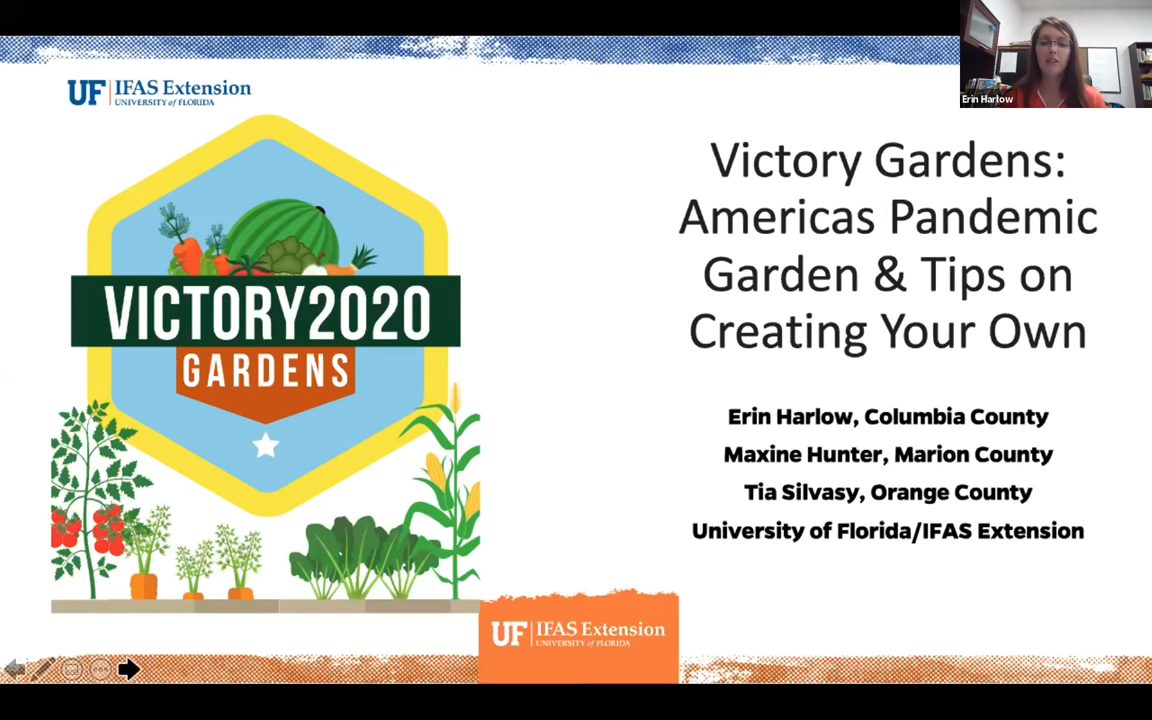 UF IFAS Extension
UNIVERSITY of FLORIDA
Erin Harlow
VICTORY2020
GARDENS
Victory Gardens:
Americas Pandemic
Garden & Tips on
Creating Your Own
Erin Harlow, Columbia County
Maxine Hunter, Marion County
Tia Silvasy, Orange County
University of Florida/IFAS Extension
UF IFAS Extension
UNIVERSITY of FLORIDA